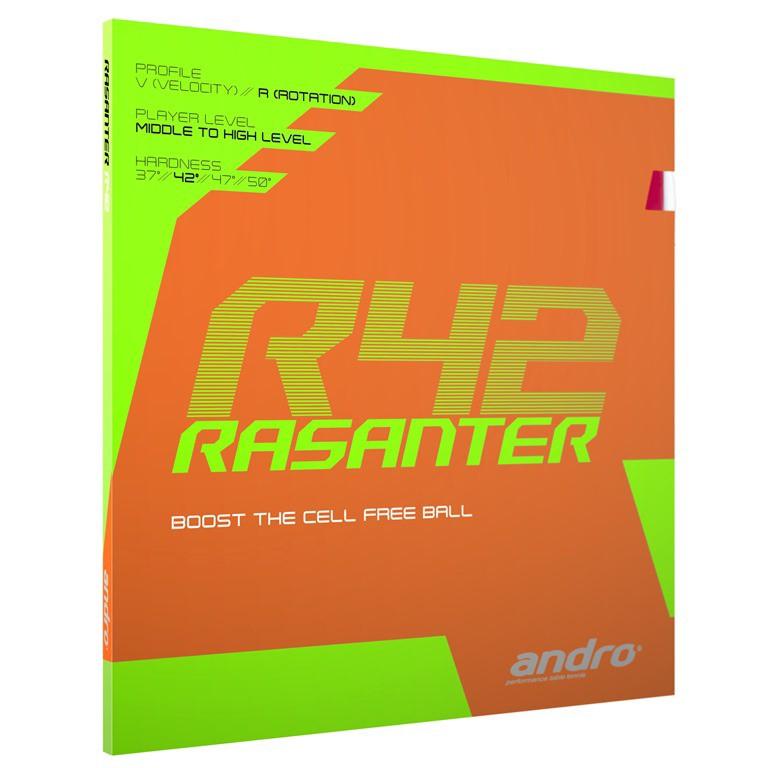 PROFILE
V (VELOCITY) // R (ROTATION)
PLAYER LEVEL
MIDDLE TO HIGH LEVEL
HARDNESS
37°//42°//47°//50°
R42
RASANTER
BOOST THE CELL FREE BALL
andro®
performance table tennis
RASANTER R42
andro®